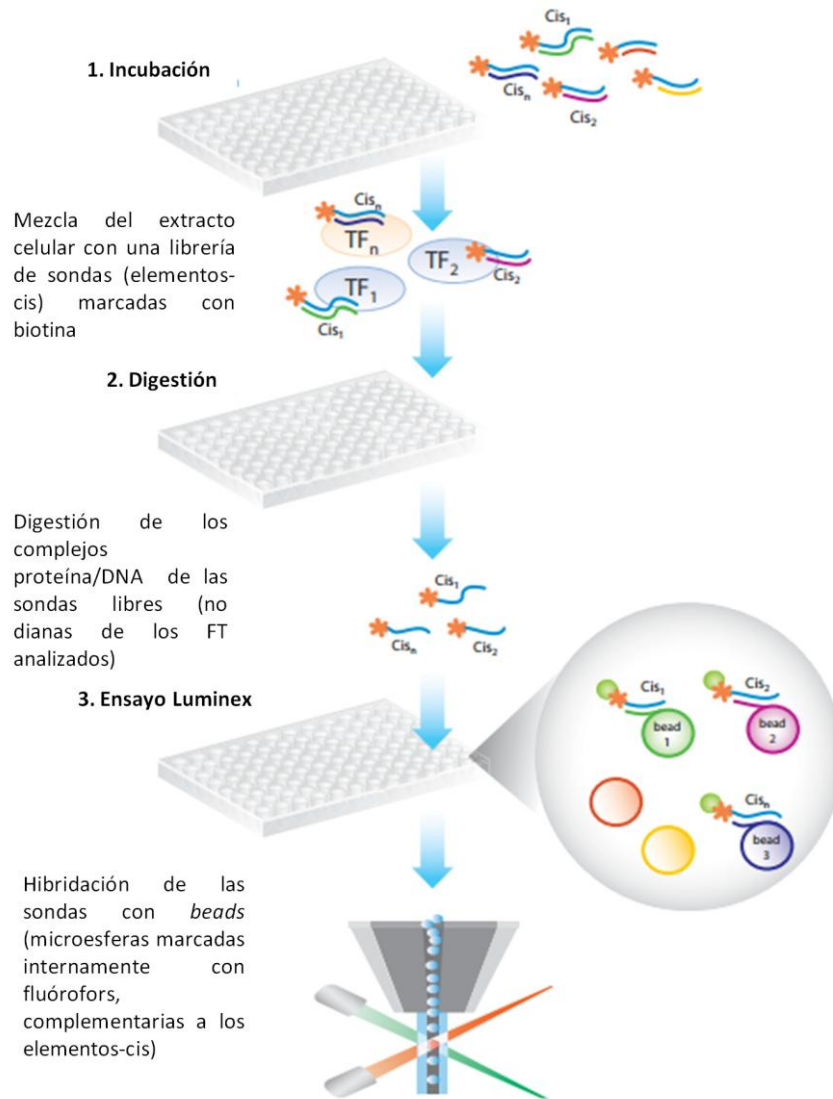 1. Incubación
Cis₁
Cisₙ
Cis₂
Mezcla del extracto
celular con una librería
de sondas (elementos-
cis) marcadas con
biotina
Cisₙ
TFₙ
TF₂
Cis₂
TF₁
Cis₁
2. Digestión
Digestión de los
complejos
proteína/DNA de las
sondas libres (no
dianas de los FT
analizados)
Cis₁
Cisₙ
Cis₂
3. Ensayo Luminex
Cis₁
bead
1
Cis₂
bead
2
Cisₙ
bead
3
Hibridación de las
sondas con beads
(microesferas marcadas
internamente con
fluórofors,
complementarias a los
elementos-cis)